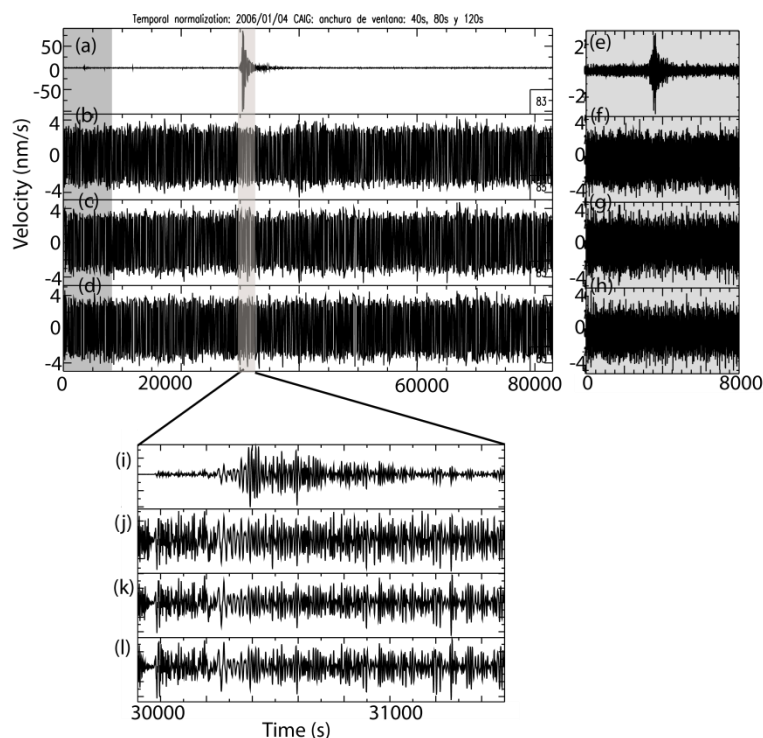 Temporal normalization: 2006/01/04 CAIG: anchura de ventana: 40s, 80s y 120s
(a)
50
0
-50
83
(b)
4
0
-4
(c)
4
0
-4
(d)
4
0
-4
0
20000
60000
80000
Velocity (nm/s)
(e)
2
-2
(f)
4
0
-4
(g)
4
0
-4
(h)
4
0
-4
0
8000
(i)
(j)
(k)
(l)
30000
31000
Time (s)